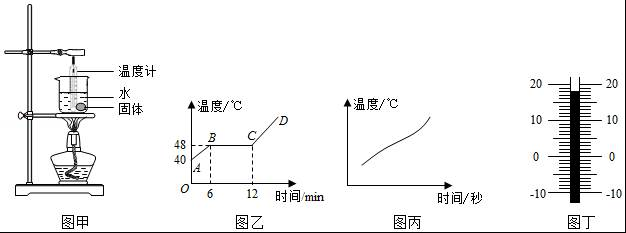 温度计
水
固体
图甲
温度/℃
48
40
A
B
C
D
O
6
12
时间/min
图乙
温度/℃
时间/秒
图丙
20
20
10
10
0
0
-10
-10
图丁